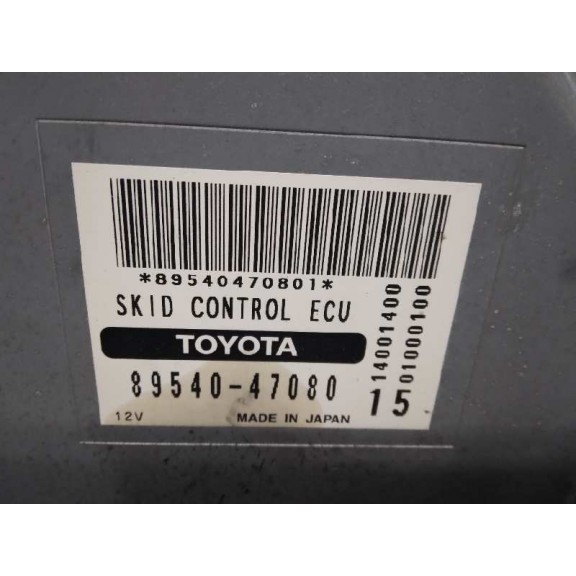 *89540470801*
SKID CONTROL ECU
TOYOTA
89540-47080
12V MADE IN JAPAN
15
14001400
01000100